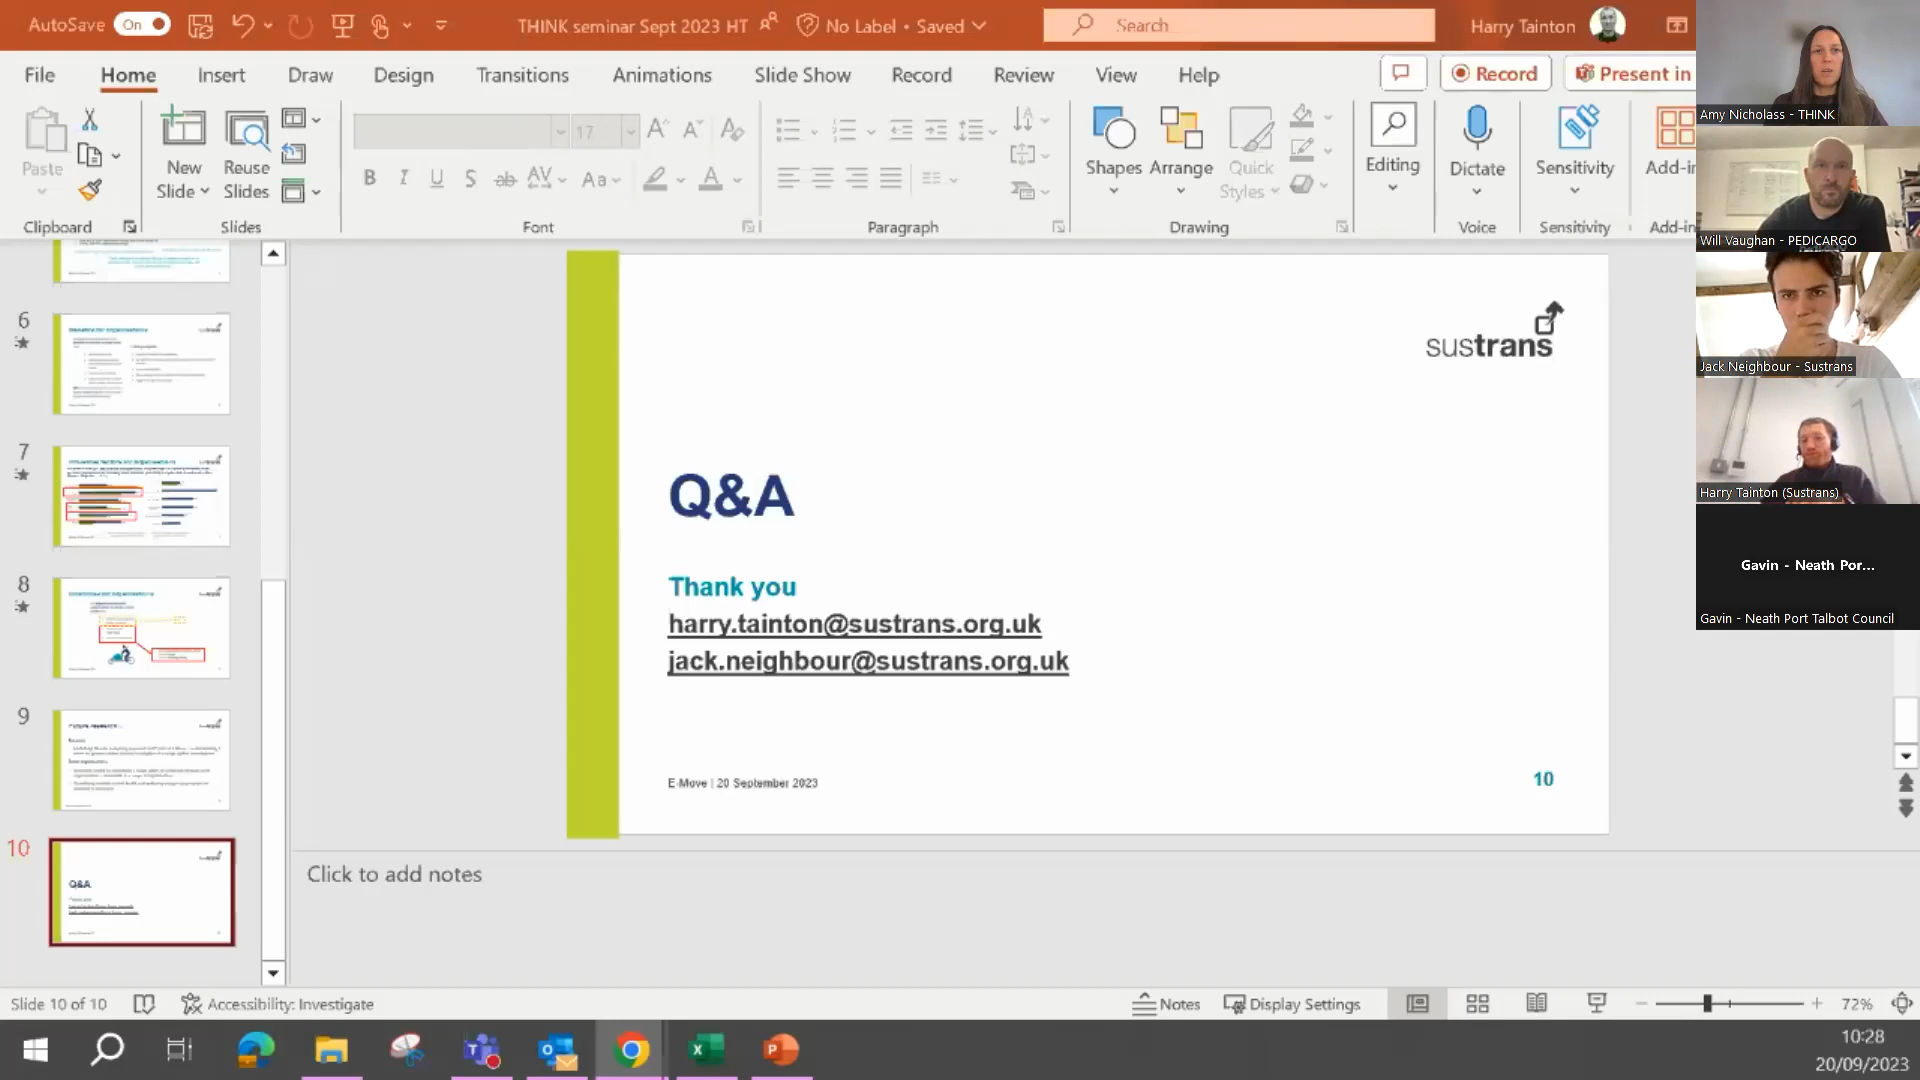 AutoSave On THINK seminar Sept 2023 HT No Label • Saved Search Harry Tainton
File Home Insert Draw Design Transitions Animations Slide Show Record Review View Help Record Present in
17
Paste New Slide Reuse Slides Shapes Arrange Quick Styles Editing Dictate Sensitivity Add-in
Clipboard Slides Font Paragraph Drawing Voice Sensitivity Add-in
Amy Nicholass - THINK
Will Vaughan - PEDICARGO
Jack Neighbour - Sustrans
Harry Tainton (Sustrans)
Gavin - Neath Por...
Gavin - Neath Port Talbot Council
6
7
8
9
10
Q&A
sustrans
Q&A
Thank you
harry.tainton@sustrans.org.uk
jack.neighbour@sustrans.org.uk
E-Move | 20 September 2023
10
Click to add notes
Slide 10 of 10 Accessibility: Investigate Notes Display Settings 72%
10:28
20/09/2023